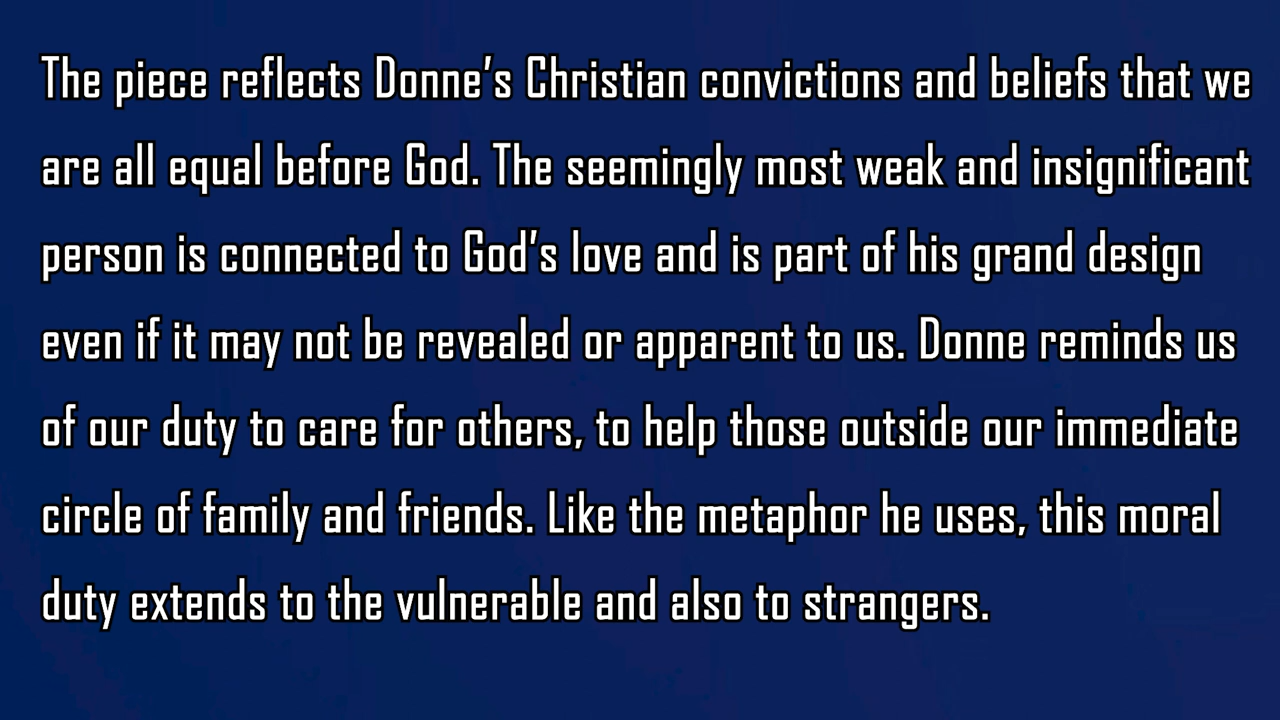 The piece reflects Donne’s Christian convictions and beliefs that we
are all equal before God. The seemingly most weak and insignificant
person is connected to God’s love and is part of his grand design
even if it may not be revealed or apparent to us. Donne reminds us
of our duty to care for others, to help those outside our immediate
circle of family and friends. Like the metaphor he uses, this moral
duty extends to the vulnerable and also to strangers.